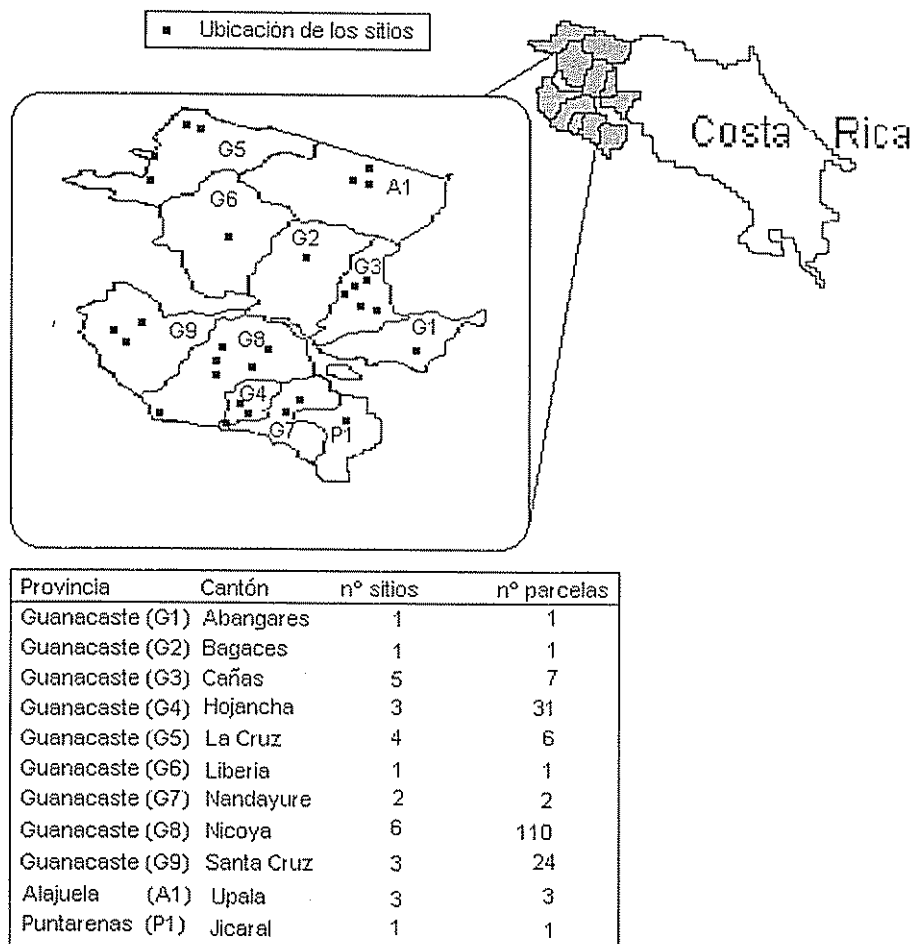 Ubicación de los sitios
Costa Rica
G5
A1
G6
G2
G3
G1
G9
G8
G4
G7
P1
Provincia Cantón nº sitios nº parcelas
Guanacaste (G1) Abangares 1 1
Guanacaste (G2) Bagaces 1 1
Guanacaste (G3) Cañas 5 7
Guanacaste (G4) Hojancha 3 31
Guanacaste (G5) La Cruz 4 6
Guanacaste (G6) Liberia 1 1
Guanacaste (G7) Nandayure 2 2
Guanacaste (G8) Nicoya 6 110
Guanacaste (G9) Santa Cruz 3 24
Alajuela (A1) Upala 3 3
Puntarenas (P1) Jicaral 1 1